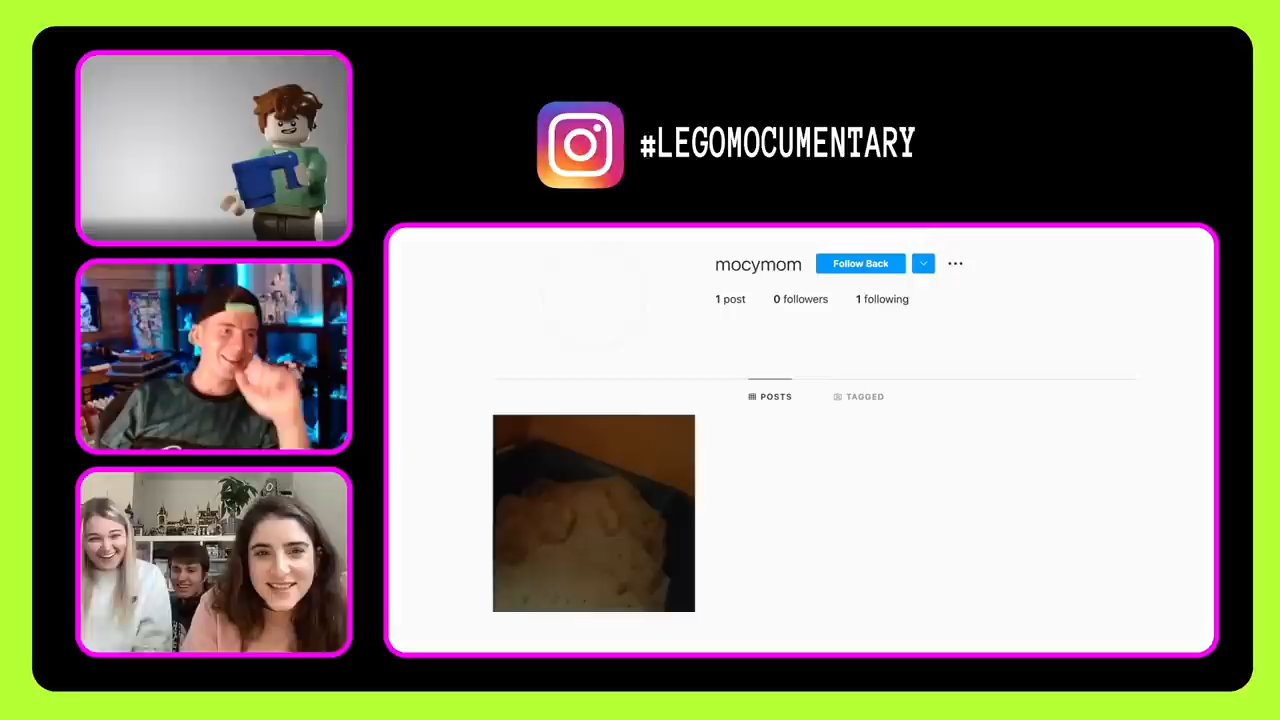 #LEGOMOCUMENTARY
mocymom Follow Back
1 post 0 followers 1 following
POSTS TAGGED